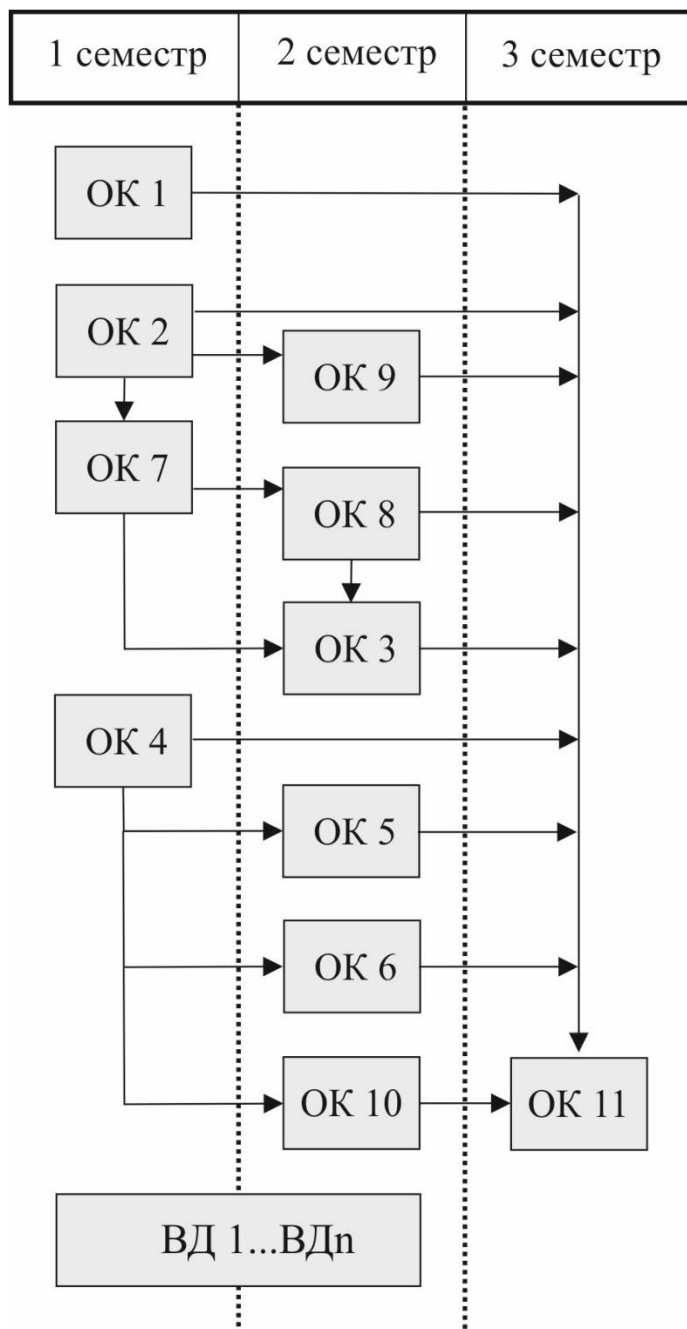 1 семестр 2 семестр 3 семестр
ОК 1
ОК 2
ОК 9
ОК 7
ОК 8
ОК 3
ОК 4
ОК 5
ОК 6
ОК 10 ОК 11
ВД 1...ВДn